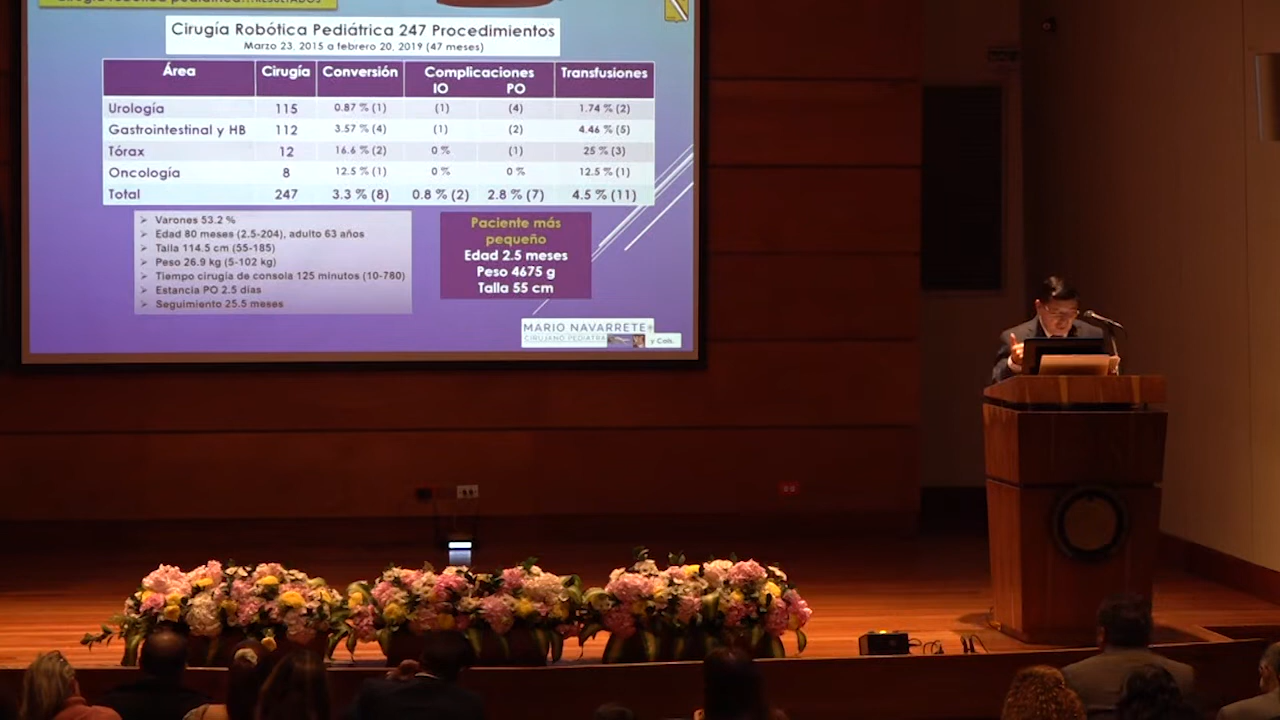 Cirugía robótica pediátrica...RESULTADOS
Cirugía Robótica Pediátrica 247 Procedimientos
Marzo 23, 2015 a febrero 20, 2019 (47 meses)
Área Cirugía Conversión Complicaciones Transfusiones
IO PO
Urología 115 0.87 % (1) (1) (4) 1.74 % (2)
Gastrointestinal y HB 112 3.57 % (4) (1) (2) 4.46 % (5)
Tórax 12 16.6 % (2) 0 % (1) 25 % (3)
Oncología 8 12.5 % (1) 0 % 0 % 12.5 % (1)
Total 247 3.3 % (8) 0.8 % (2) 2.8 % (7) 4.5 % (11)
Varones 53.2 %
Edad 80 meses (2.5-204), adulto 63 años
Talla 114.5 cm (55-185)
Peso 26.9 kg (5-102 kg)
Tiempo cirugía de consola 125 minutos (10-780)
Estancia PO 2.5 días
Seguimiento 25.5 meses
Paciente más
pequeño
Edad 2.5 meses
Peso 4675 g
Talla 55 cm
MARIO NAVARRETE
CIRUJANO PEDIATRA
y Cols.